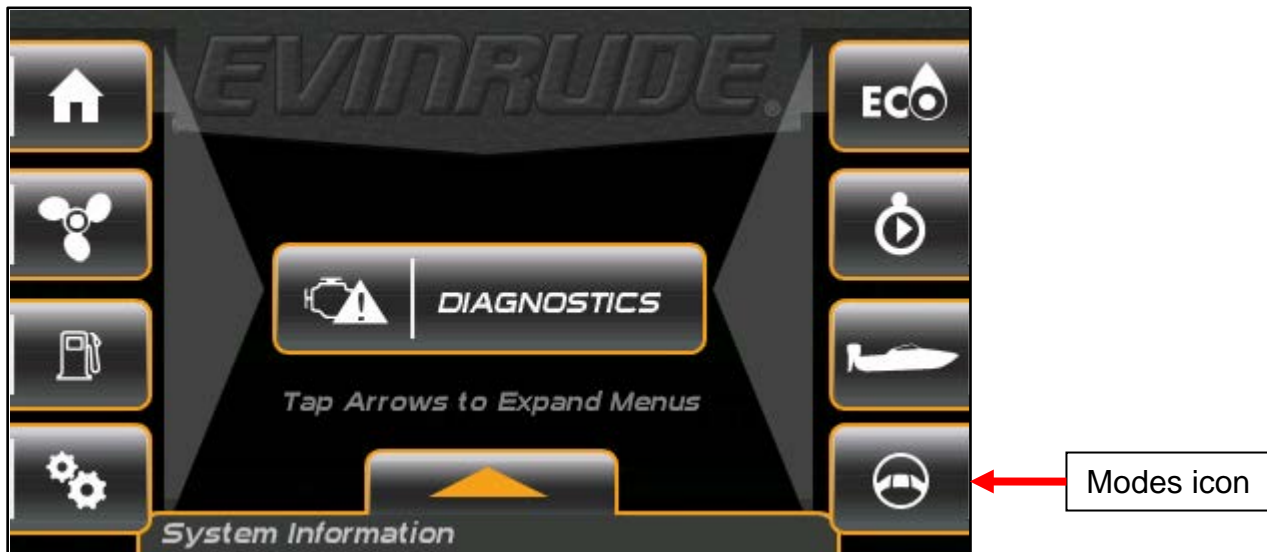 EVINRUDE®
ECO
DIAGNOSTICS
Tap Arrows to Expand Menus
Modes icon
System Information